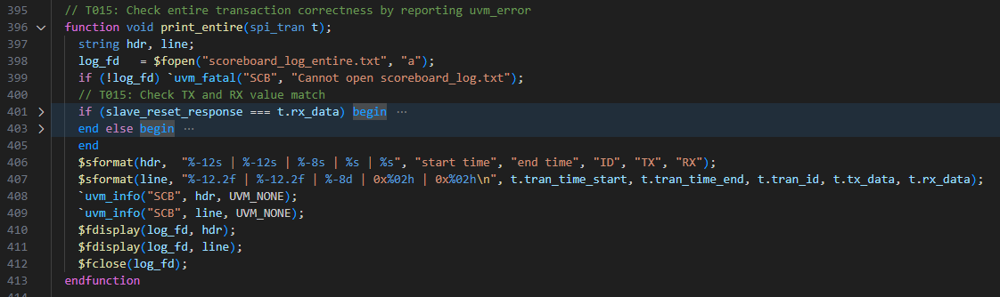 395 // T015: Check entire transaction correctness by reporting uvm_error
396 function void print_entire(spi_tran t);
397 string hdr, line;
398 log_fd   = $fopen("scoreboard_log_entire.txt", "a");
399 if (!log_fd) `uvm_fatal("SCB", "Cannot open scoreboard_log.txt");
400 // T015: Check TX and RX value match
401 if (slave_reset_response === t.rx_data) begin ···
403 end else begin ···
405 end
406 $sformat(hdr,  "%-12s | %-12s | %-8s | %s | %s", "start time", "end time", "ID", "TX", "RX");
407 $sformat(line, "%-12.2f | %-12.2f | %-8d | 0x%02h | 0x%02h\n", t.tran_time_start, t.tran_time_end, t.tran_id, t.tx_data, t.rx_data);
408 `uvm_info("SCB", hdr, UVM_NONE);
409 `uvm_info("SCB", line, UVM_NONE);
410 $fdisplay(log_fd, hdr);
411 $fdisplay(log_fd, line);
412 $fclose(log_fd);
413 endfunction